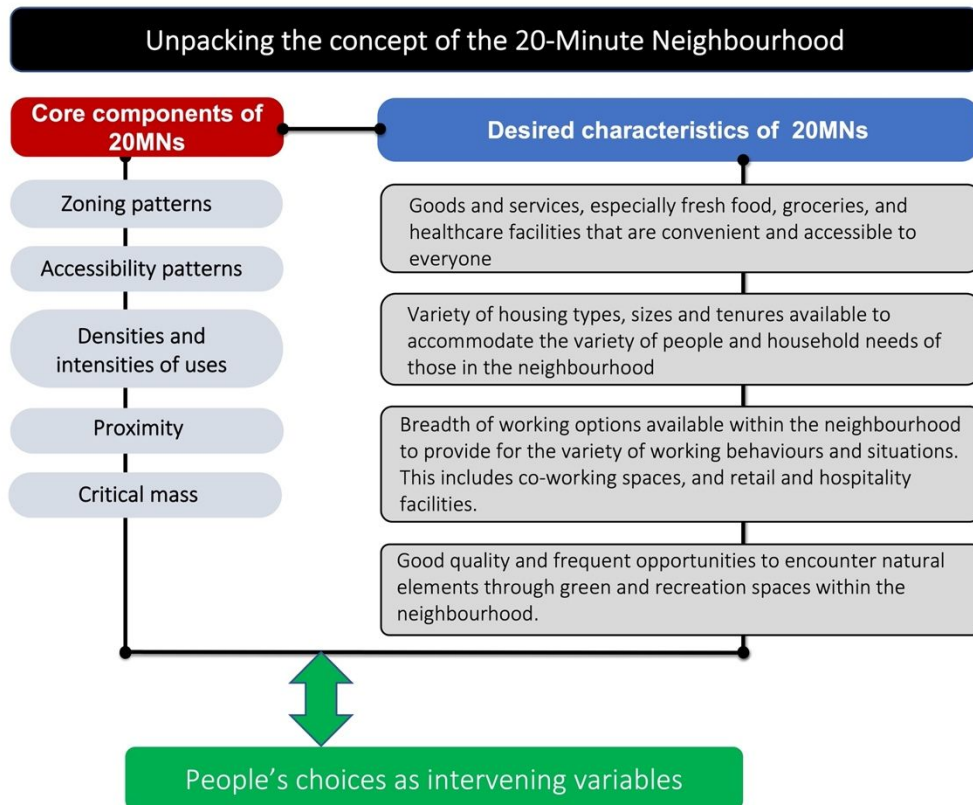 Unpacking the concept of the 20-Minute Neighbourhood
Core components of
20MNs
Zoning patterns
Accessibility patterns
Densities and
intensities of uses
Proximity
Critical mass
Desired characteristics of 20MNs
Goods and services, especially fresh food, groceries, and
healthcare facilities that are convenient and accessible to
everyone
Variety of housing types, sizes and tenures available to
accommodate the variety of people and household needs of
those in the neighbourhood
Breadth of working options available within the neighbourhood
to provide for the variety of working behaviours and situations.
This includes co-working spaces, and retail and hospitality
facilities.
Good quality and frequent opportunities to encounter natural
elements through green and recreation spaces within the
neighbourhood.
People’s choices as intervening variables